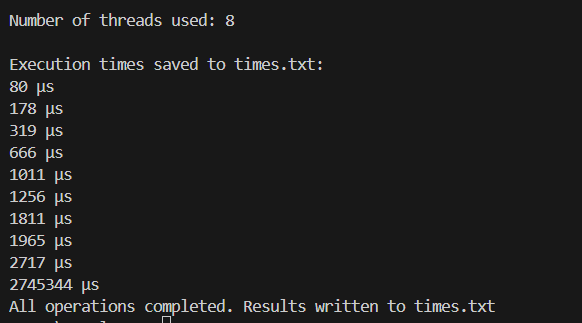 Number of threads used: 8
Execution times saved to times.txt:
80 µs
178 µs
319 µs
666 µs
1011 µs
1256 µs
1811 µs
1965 µs
2717 µs
2745344 µs
All operations completed. Results written to times.txt